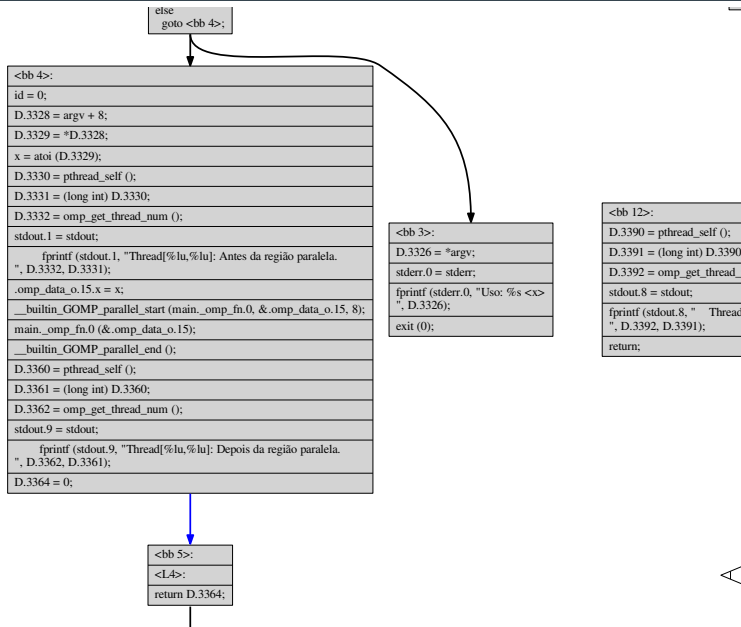 else
goto <bb 4>;
<bb 4>:
id = 0;
D.3328 = argv + 8;
D.3329 = *D.3328;
x = atoi (D.3329);
D.3330 = pthread_self ();
D.3331 = (long int) D.3330;
D.3332 = omp_get_thread_num ();
stdout.1 = stdout;
fprintf (stdout.1, "Thread[%lu,%lu]: Antes da região paralela.
", D.3332, D.3331);
.omp_data_o.15.x = x;
__builtin_GOMP_parallel_start (main._omp_fn.0, &.omp_data_o.15, 8);
main._omp_fn.0 (&.omp_data_o.15);
__builtin_GOMP_parallel_end ();
D.3360 = pthread_self ();
D.3361 = (long int) D.3360;
D.3362 = omp_get_thread_num ();
stdout.9 = stdout;
fprintf (stdout.9, "Thread[%lu,%lu]: Depois da região paralela.
", D.3362, D.3361);
D.3364 = 0;
<bb 3>:
D.3326 = *argv;
stderr.0 = stderr;
fprintf (stderr.0, "Uso: %s <x>
", D.3326);
exit (0);
<bb 12>:
D.3390 = pthread_self ();
D.3391 = (long int) D.3390
D.3392 = omp_get_thread_
stdout.8 = stdout;
fprintf (stdout.8, " Thread
", D.3392, D.3391);
return;
<bb 5>:
<L4>:
return D.3364;